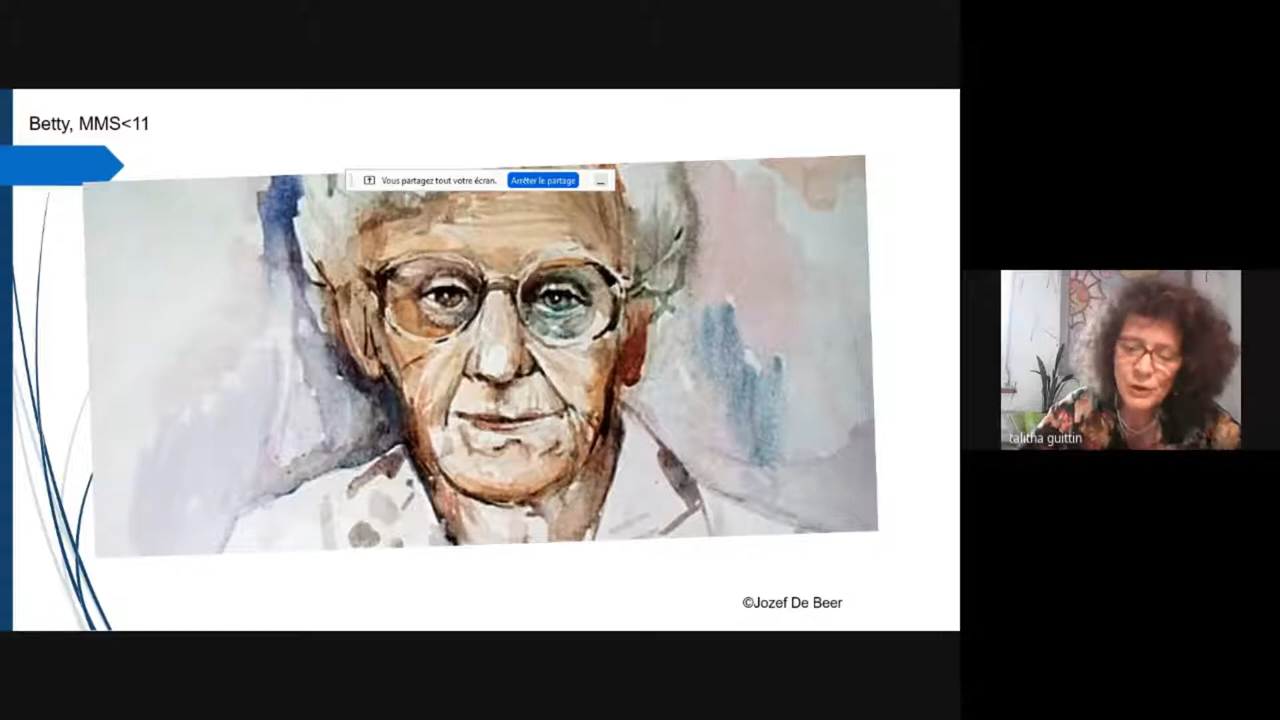 Betty, MMS<11
Vous partagez tout votre écran. Arrêter le partage
©Jozef De Beer
talitha guittin